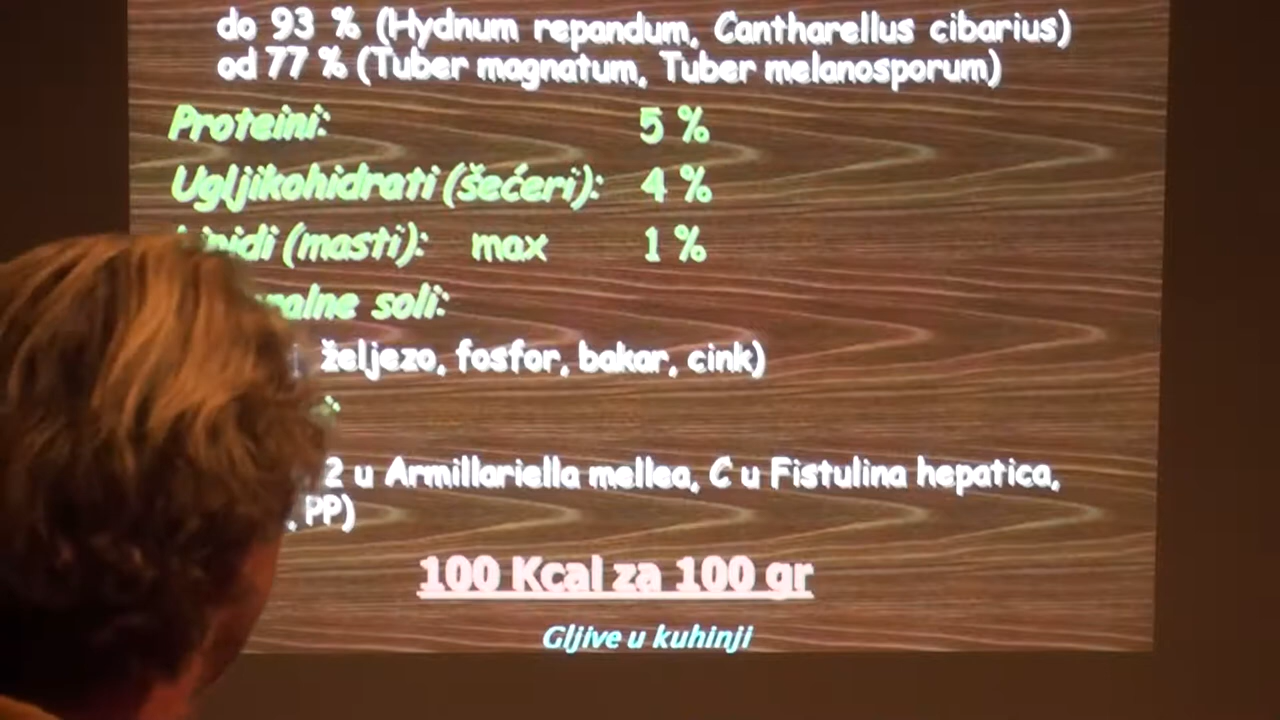 do 93 % (Hydnum repandum, Cantharellus cibarius)
od 77 % (Tuber magnatum, Tuber melanosporum)
Proteini: 5 %
Ugljikohidrati (šećeri): 4 %
(masti): max 1 %
soli:
željezo, fosfor, bakar, cink)
2 u Armillariella mellea, C u Fistulina hepatica,
, PP)
100 Kcal za 100 gr
Gljive u kuhinji